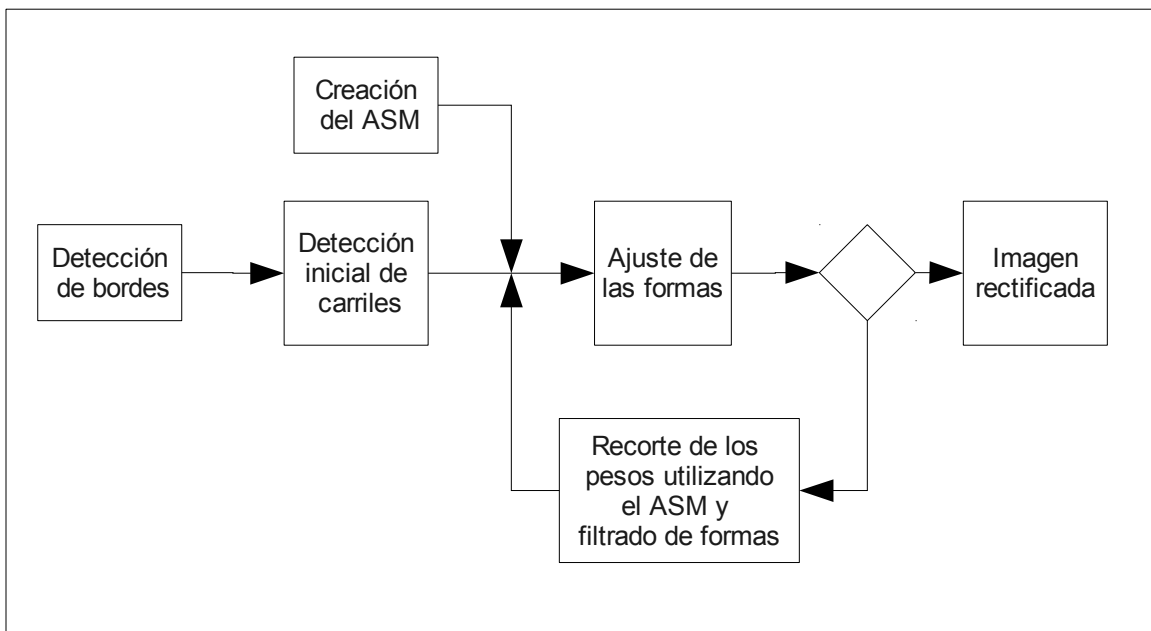 Creación
del ASM
Detección
de bordes
Detección
inicial de
carriles
Ajuste de
las formas
Imagen
rectificada
Recorte de los
pesos utilizando
el ASM y
filtrado de formas